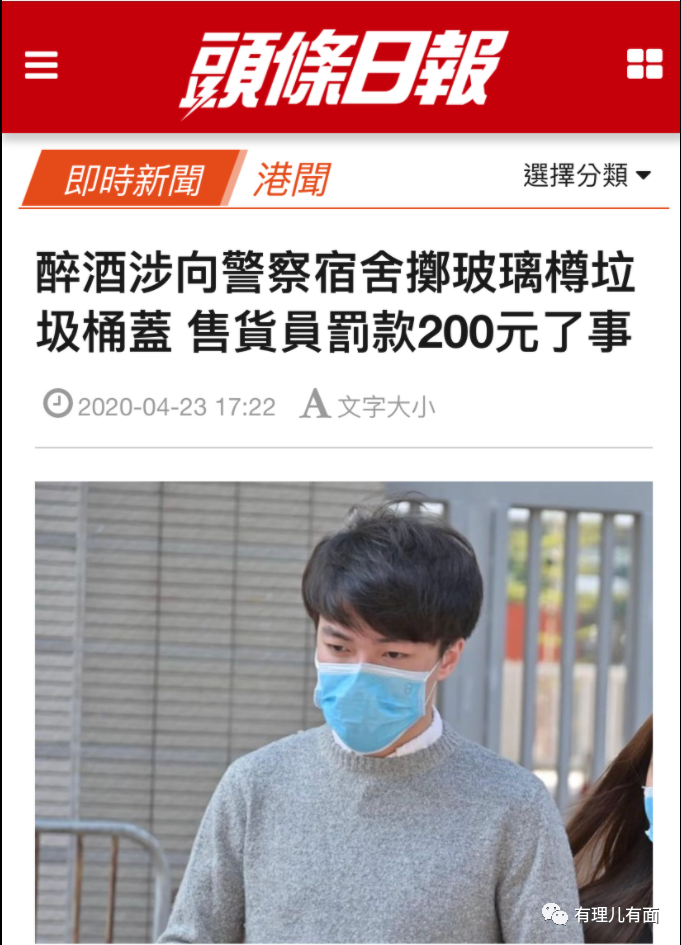 頭條日報
即時新聞 港聞 選擇分類
醉酒涉向警察宿舍擲玻璃樽垃
圾桶蓋 售貨員罰款200元了事
2020-04-23 17:22 A 文字大小
有理儿有面